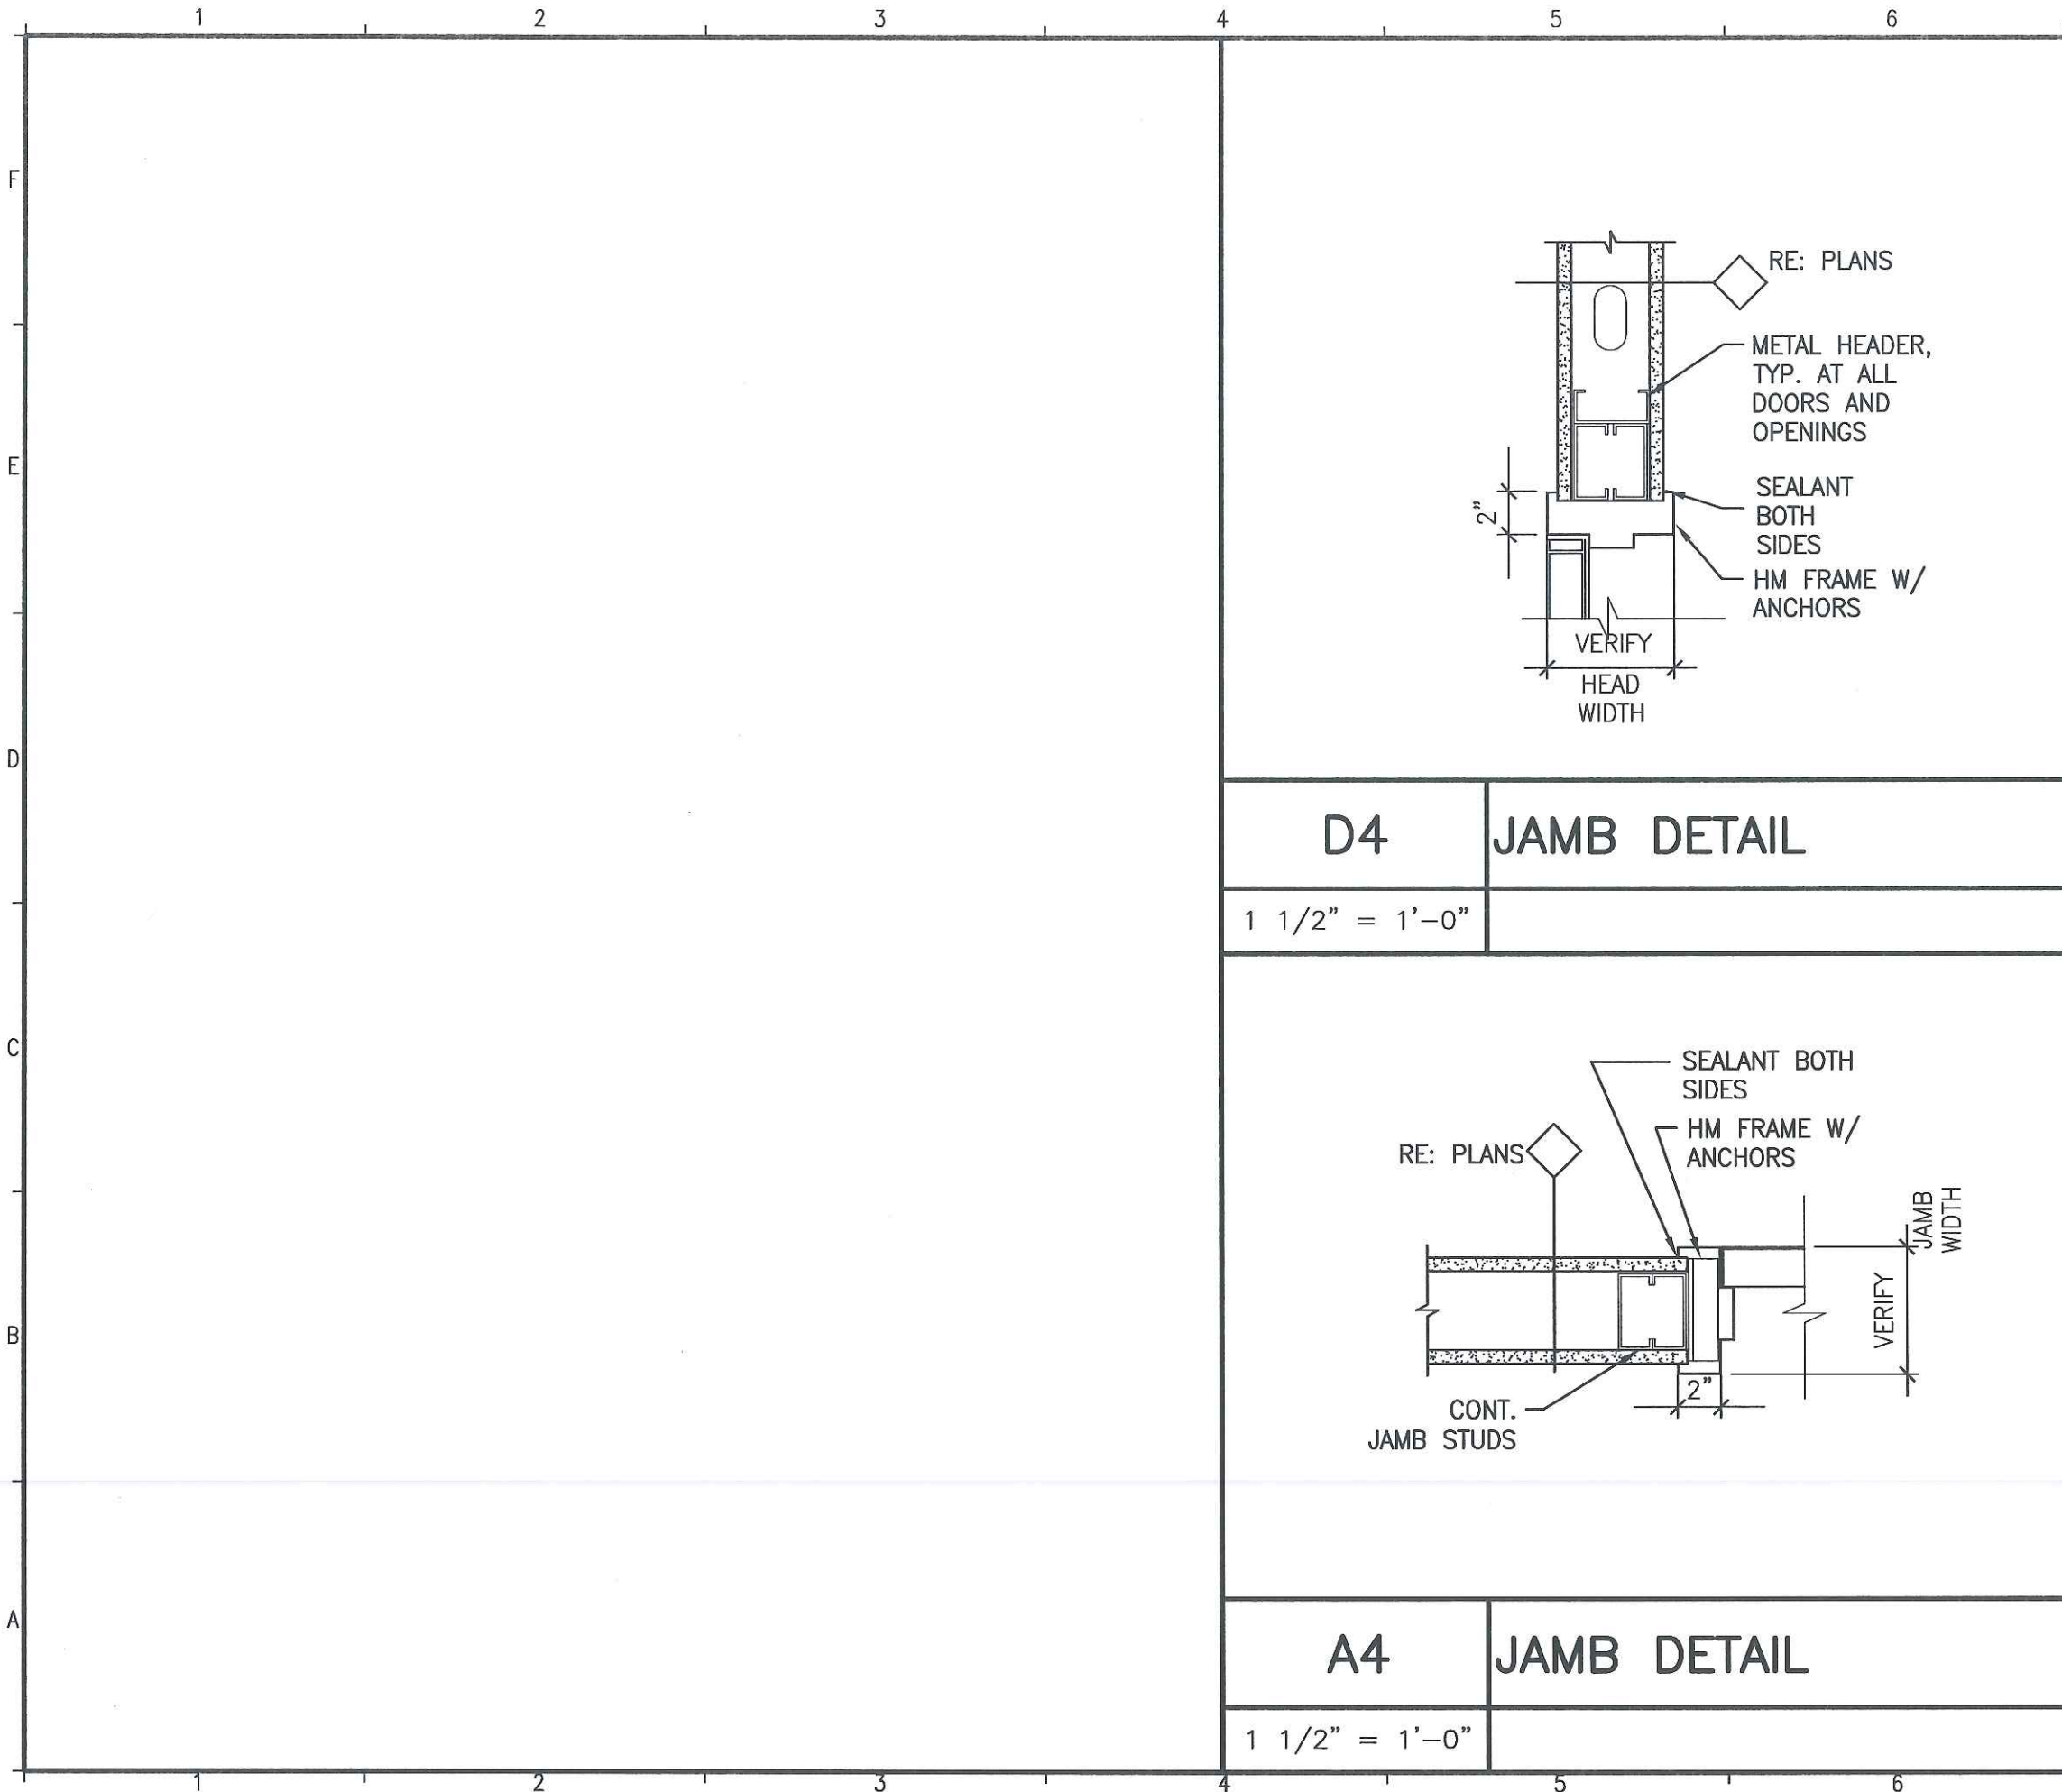 1 2 3 4 5 6
F
E
D
C
B
A
RE: PLANS
METAL HEADER,
TYP. AT ALL
DOORS AND
OPENINGS
SEALANT
BOTH
SIDES
2"
HM FRAME W/
ANCHORS
VERIFY
HEAD
WIDTH
D4 JAMB DETAIL
1 1/2" = 1'-0"
SEALANT BOTH
SIDES
HM FRAME W/
ANCHORS
RE: PLANS
JAMB
WIDTH
VERIFY
2"
CONT.
JAMB STUDS
A4 JAMB DETAIL
1 1/2" = 1'-0"
1 2 3 4 5 6